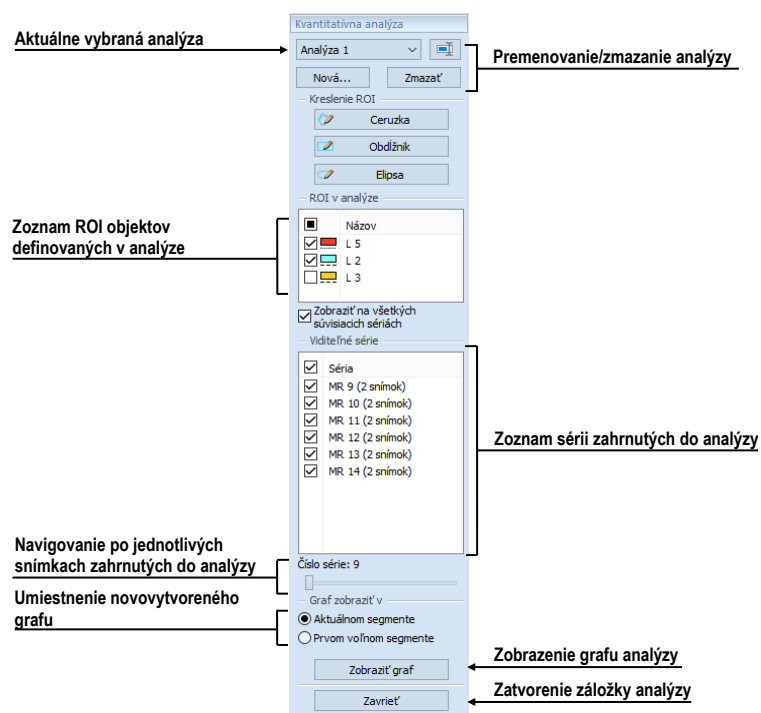 Kvantitatívna analýza
Aktuálne vybraná analýza
Analýza 1
Premenovanie/zmazanie analýzy
Nová...
Zmazať
Kreslenie ROI
Ceruzka
Obdĺžnik
Elipsa
ROI v analýze
Zoznam ROI objektov
definovaných v analýze
Názov
L 5
L 2
L 3
Zobraziť na všetkých
súvisiacich sériách
Viditeľné série
Séria
MR 9 (2 snímok)
MR 10 (2 snímok)
MR 11 (2 snímok)
MR 12 (2 snímok)
MR 13 (2 snímok)
MR 14 (2 snímok)
Zoznam sérii zahrnutých do analýzy
Navigovanie po jednotlivých
snímkach zahrnutých do analýzy
Číslo série: 9
Umiestnenie novovytvoreného
grafu
Graf zobraziť v
Aktuálnom segmente
Prvom voľnom segmente
Zobraziť graf
Zobrazenie grafu analýzy
Zavrieť
Zatvorenie záložky analýzy